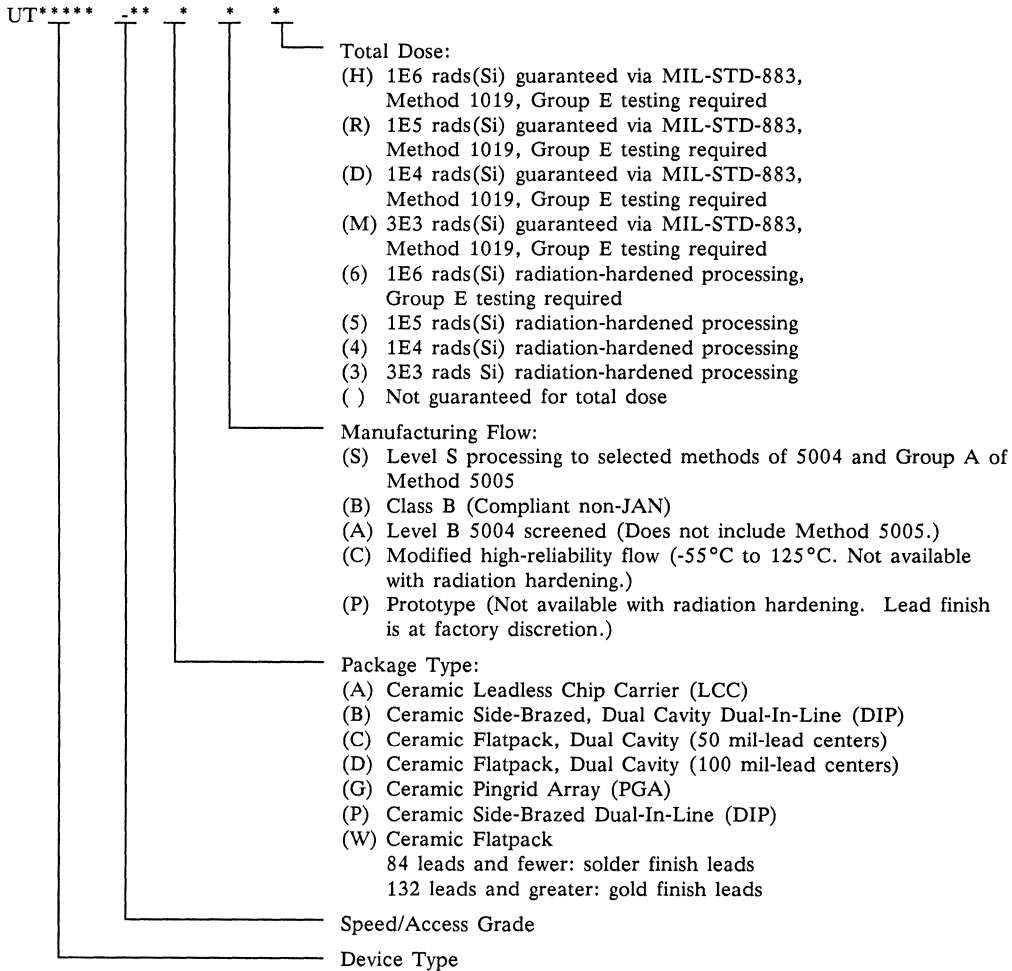 UT***** -** * * *
Total Dose:
(H) 1E6 rads(Si) guaranteed via MIL-STD-883,
Method 1019, Group E testing required
(R) 1E5 rads(Si) guaranteed via MIL-STD-883,
Method 1019, Group E testing required
(D) 1E4 rads(Si) guaranteed via MIL-STD-883,
Method 1019, Group E testing required
(M) 3E3 rads(Si) guaranteed via MIL-STD-883,
Method 1019, Group E testing required
(6) 1E6 rads(Si) radiation-hardened processing,
Group E testing required
(5) 1E5 rads(Si) radiation-hardened processing
(4) 1E4 rads(Si) radiation-hardened processing
(3) 3E3 rads Si) radiation-hardened processing
( ) Not guaranteed for total dose
Manufacturing Flow:
(S) Level S processing to selected methods of 5004 and Group A of
Method 5005
(B) Class B (Compliant non-JAN)
(A) Level B 5004 screened (Does not include Method 5005.)
(C) Modified high-reliability flow (-55°C to 125°C. Not available
with radiation hardening.)
(P) Prototype (Not available with radiation hardening. Lead finish
is at factory discretion.)
Package Type:
(A) Ceramic Leadless Chip Carrier (LCC)
(B) Ceramic Side-Brazed, Dual Cavity Dual-In-Line (DIP)
(C) Ceramic Flatpack, Dual Cavity (50 mil-lead centers)
(D) Ceramic Flatpack, Dual Cavity (100 mil-lead centers)
(G) Ceramic Pingrid Array (PGA)
(P) Ceramic Side-Brazed Dual-In-Line (DIP)
(W) Ceramic Flatpack
84 leads and fewer: solder finish leads
132 leads and greater: gold finish leads
Speed/Access Grade
Device Type